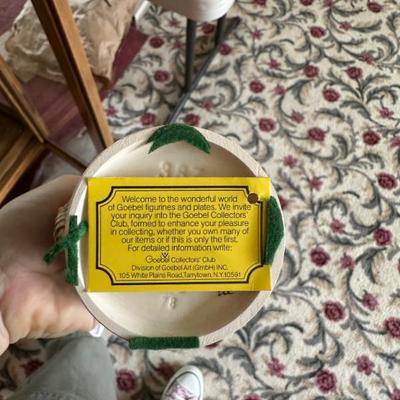 Welcome to the wonderful world
of Goebel figurines and plates. We invite
your inquiry into the Goebel Collectors'
Club, formed to enhance your pleasure
in collecting, whether you own many of
our items or if this is only the first.
For detailed information write:
Goebel Collectors' Club
Division of Goebel Art (GmbH) INC.
105 White Plains Road, Tarrytown, N.Y. 10591